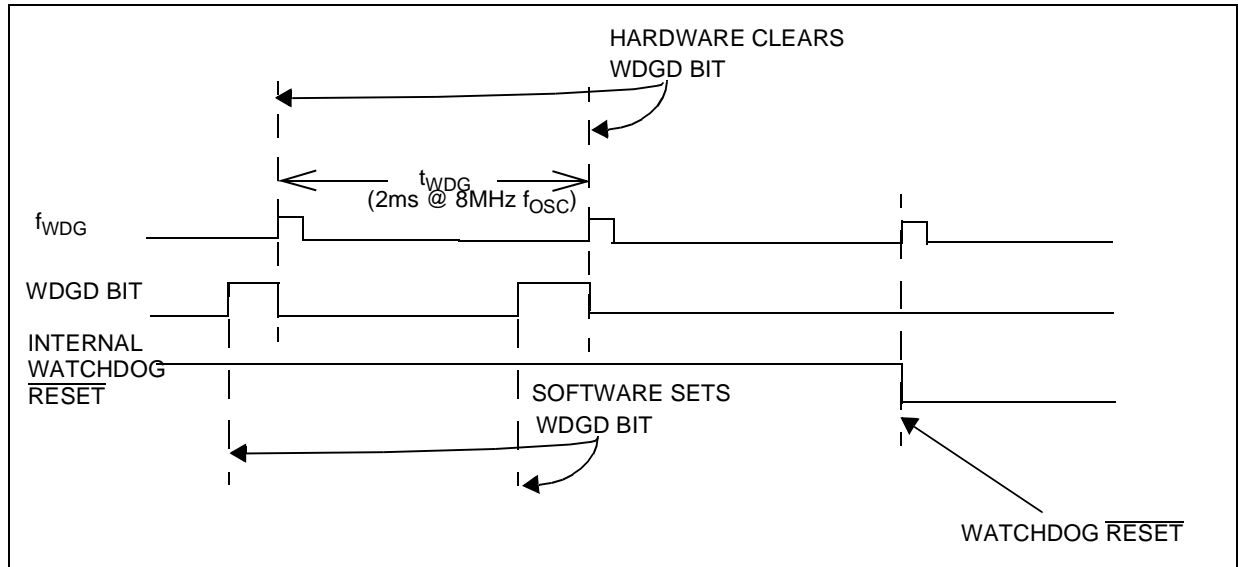 HARDWARE CLEARS
WDGD BIT
tWDG
(2ms @ 8MHz fOSC)
fWDG
WDGD BIT
INTERNAL
WATCHDOG
RESET
SOFTWARE SETS
WDGD BIT
WATCHDOG RESET